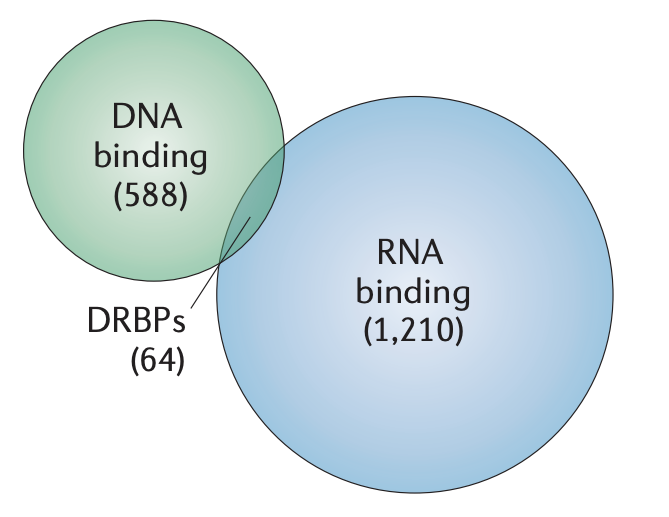 DNA
binding
(588)
RNA
binding
(1,210)
DRBPs
(64)